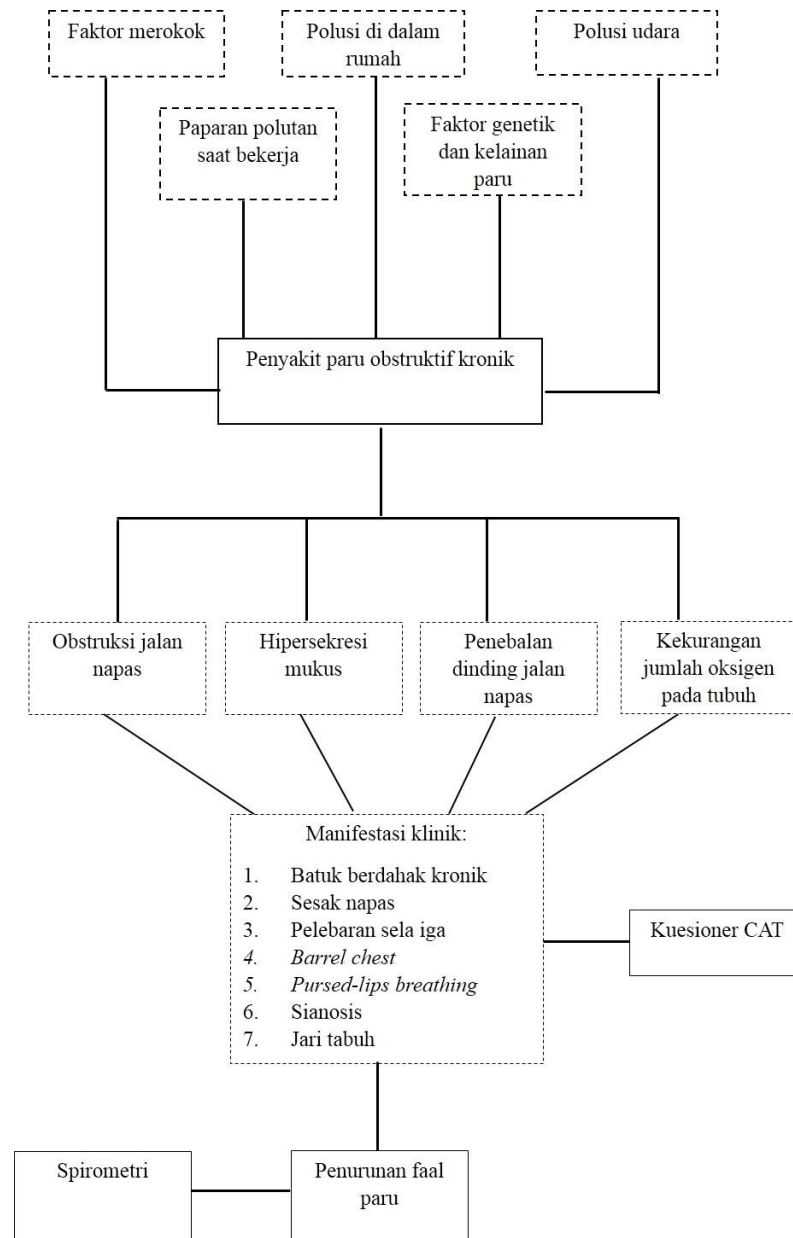 Faktor merokok
Polusi di dalam
rumah
Polusi udara
Paparan polutan
saat bekerja
Faktor genetik
dan kelainan
paru
Penyakit paru obstruktif kronik
Obstruksi jalan
napas
Hipersekresi
mukus
Penebalan
dinding jalan
napas
Kekurangan
jumlah oksigen
pada tubuh
Manifestasi klinik:
1. Batuk berdahak kronik
2. Sesak napas
3. Pelebaran sela iga
4. Barrel chest
5. Pursed-lips breathing
6. Sianosis
7. Jari tabuh
Kuesioner CAT
Spirometri
Penurunan faal
paru